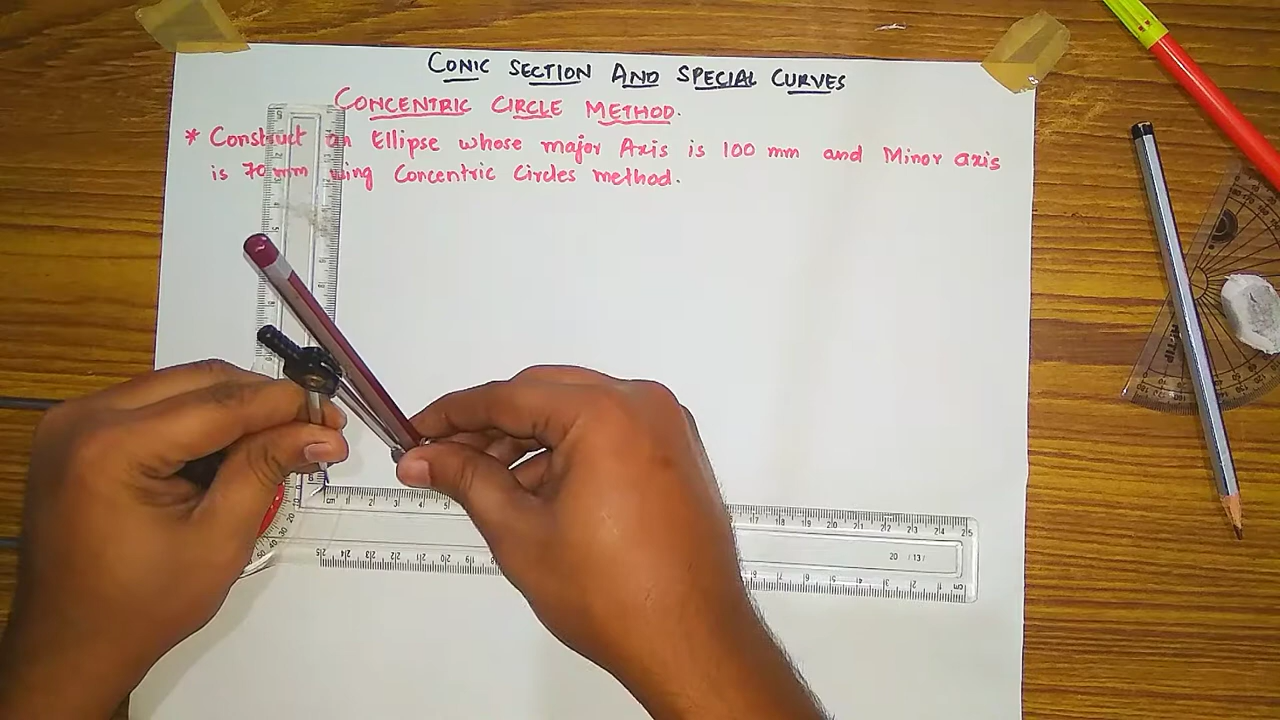 CONIC SECTION AND SPECIAL CURVES
CONCENTRIC CIRCLE METHOD.
* Construct an Ellipse whose major Axis is 100 mm and Minor axis
is 70 mm using Concentric Circles method.